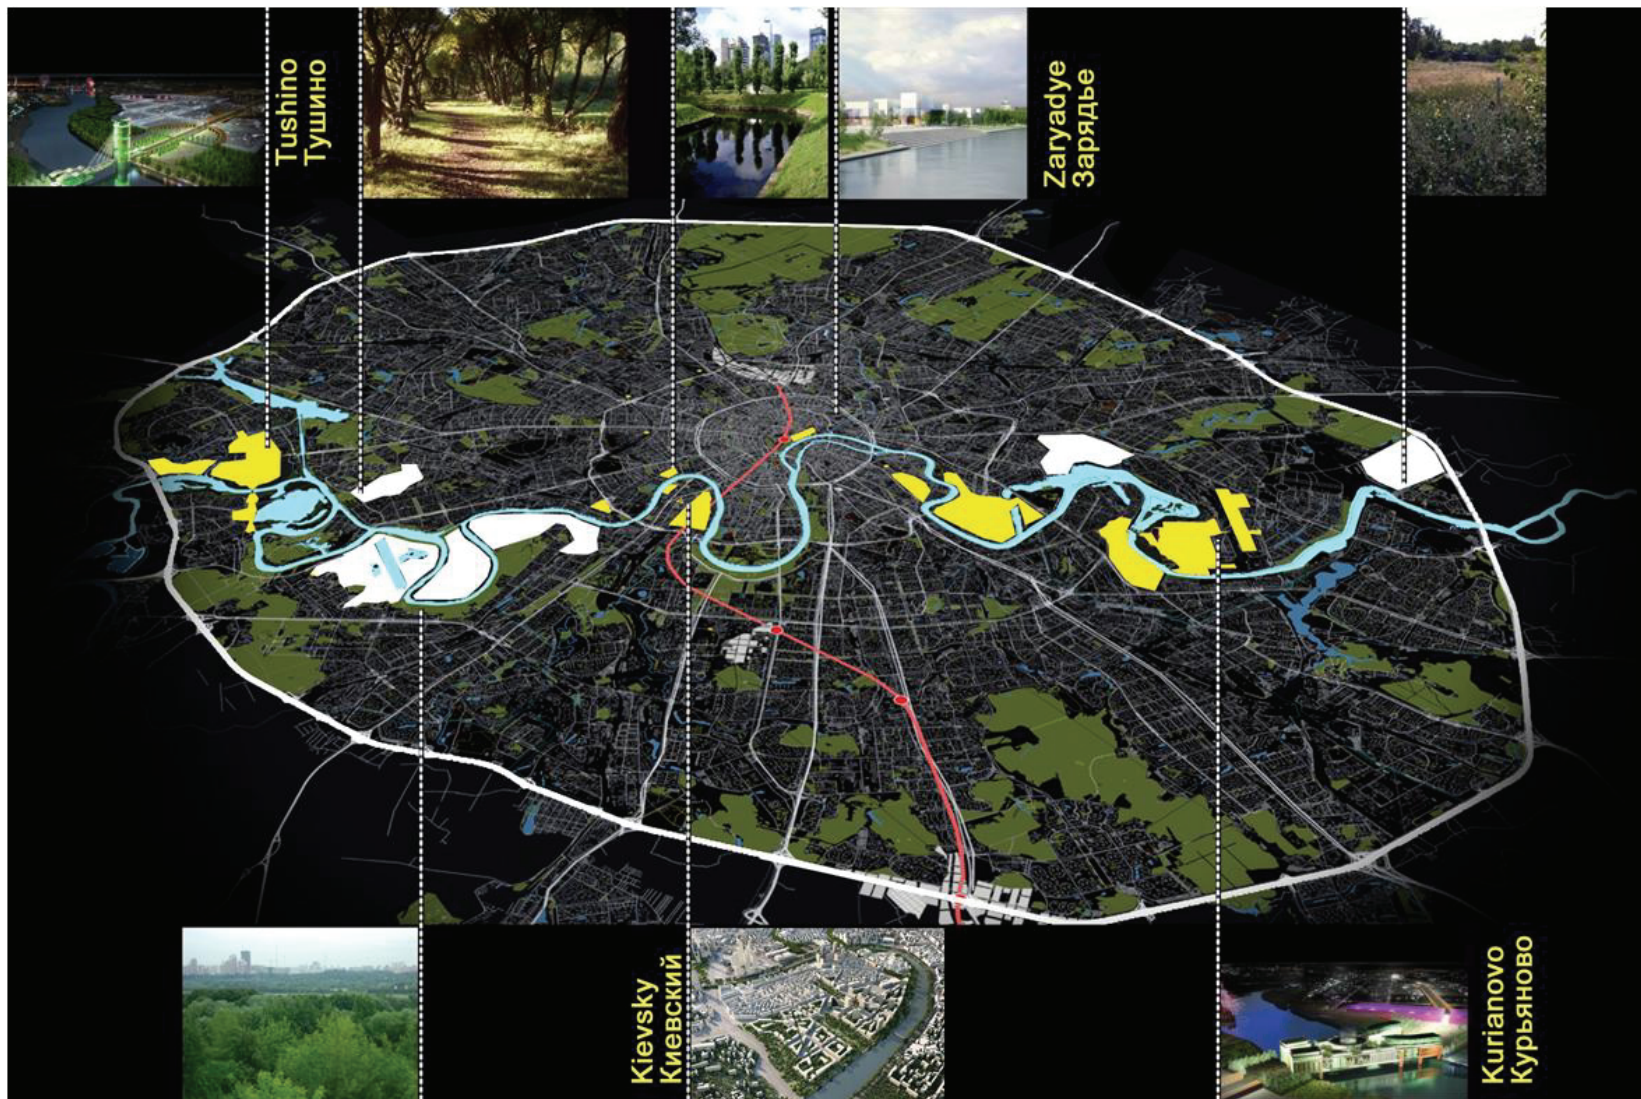 Tushino
Тушино
Zaryadye
Зарядье
Kievsky
Киевский
Kurianovo
Курьяново